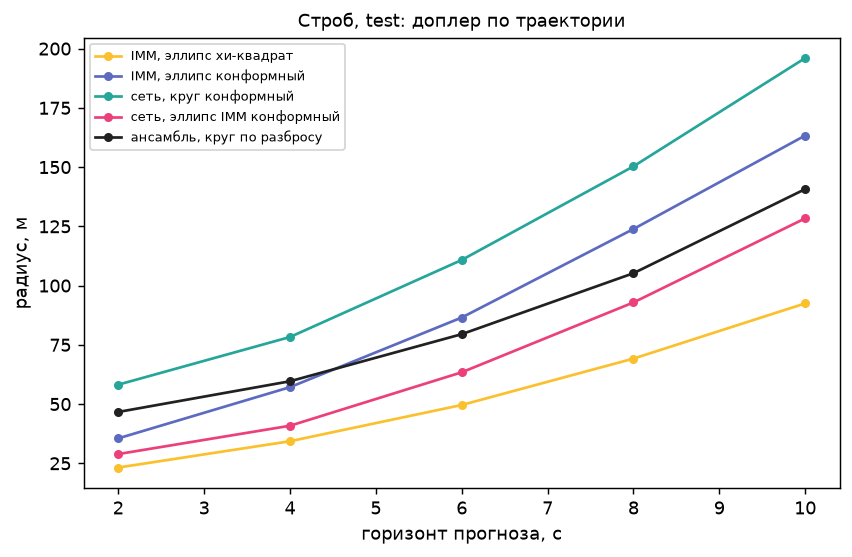 Строб, test: доплер по траектории
IMM, эллипс хи-квадрат
IMM, эллипс конформный
сеть, круг конформный
сеть, эллипс IMM конформный
ансамбль, круг по разбросу
радиус, м
200
175
150
125
100
75
50
25
2 3 4 5 6 7 8 9 10
горизонт прогноза, с